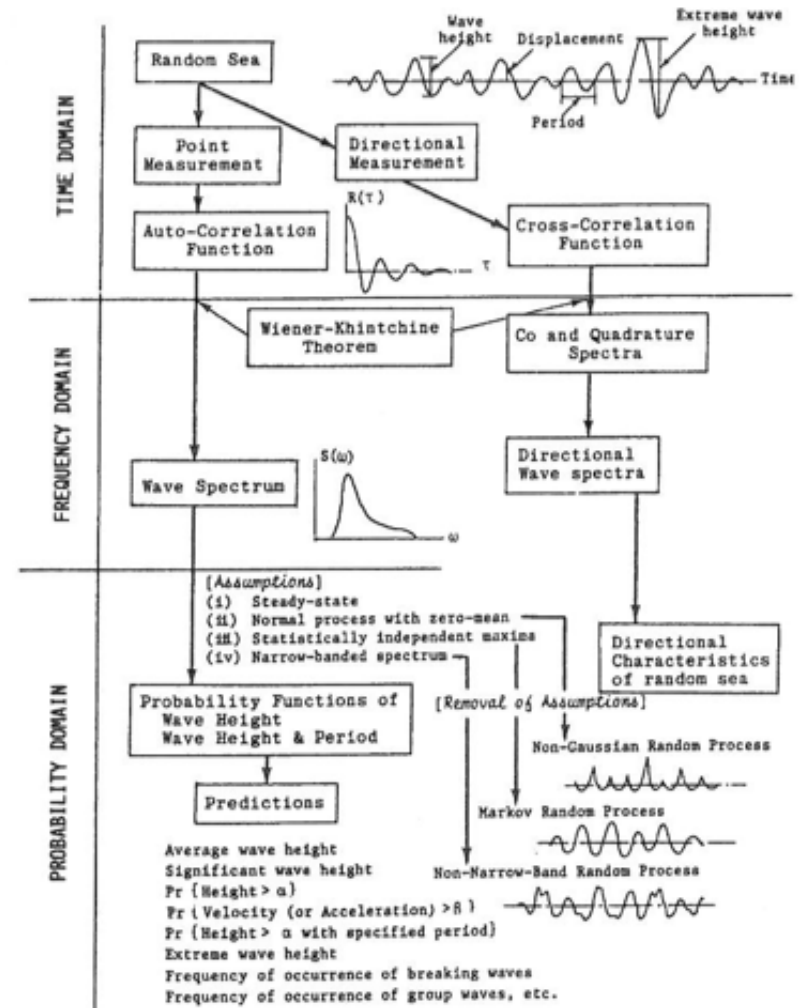 TIME DOMAIN
Random Sea
Wave
height
Displacement
Extreme wave
height
Time
Period
Point
Measurement
Directional
Measurement
Auto-Correlation
Function
R(τ)
τ
Cross-Correlation
Function
FREQUENCY DOMAIN
Wiener-Khintchine
Theorem
Co and Quadrature
Spectra
Wave Spectrum
S(ω)
ω
Directional
Wave spectra
PROBABILITY DOMAIN
[Assumptions]
(i) Steady-state
(ii) Normal process with zero-mean
(iii) Statistically independent maxima
(iv) Narrow-banded spectrum
Directional
Characteristics
of random sea
Probability Functions of
Wave Height
Wave Height & Period
[Removal of Assumptions]
Non-Gaussian Random Process
Predictions
Markov Random Process
Non-Narrow-Band Random Process
Average wave height
Significant wave height
Pr {Height > α}
Pr {Velocity (or Acceleration) > β}
Pr {Height > α with specified period}
Extreme wave height
Frequency of occurrence of breaking waves
Frequency of occurrence of group waves, etc.